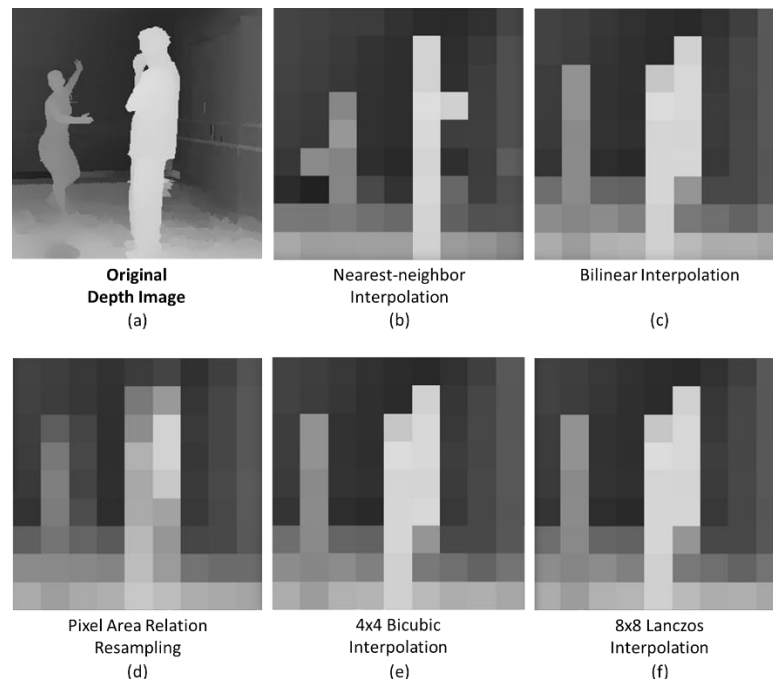 Original
Depth Image
(a)
Nearest-neighbor
Interpolation
(b)
Bilinear Interpolation
(c)
Pixel Area Relation
Resampling
(d)
4x4 Bicubic
Interpolation
(e)
8x8 Lanczos
Interpolation
(f)